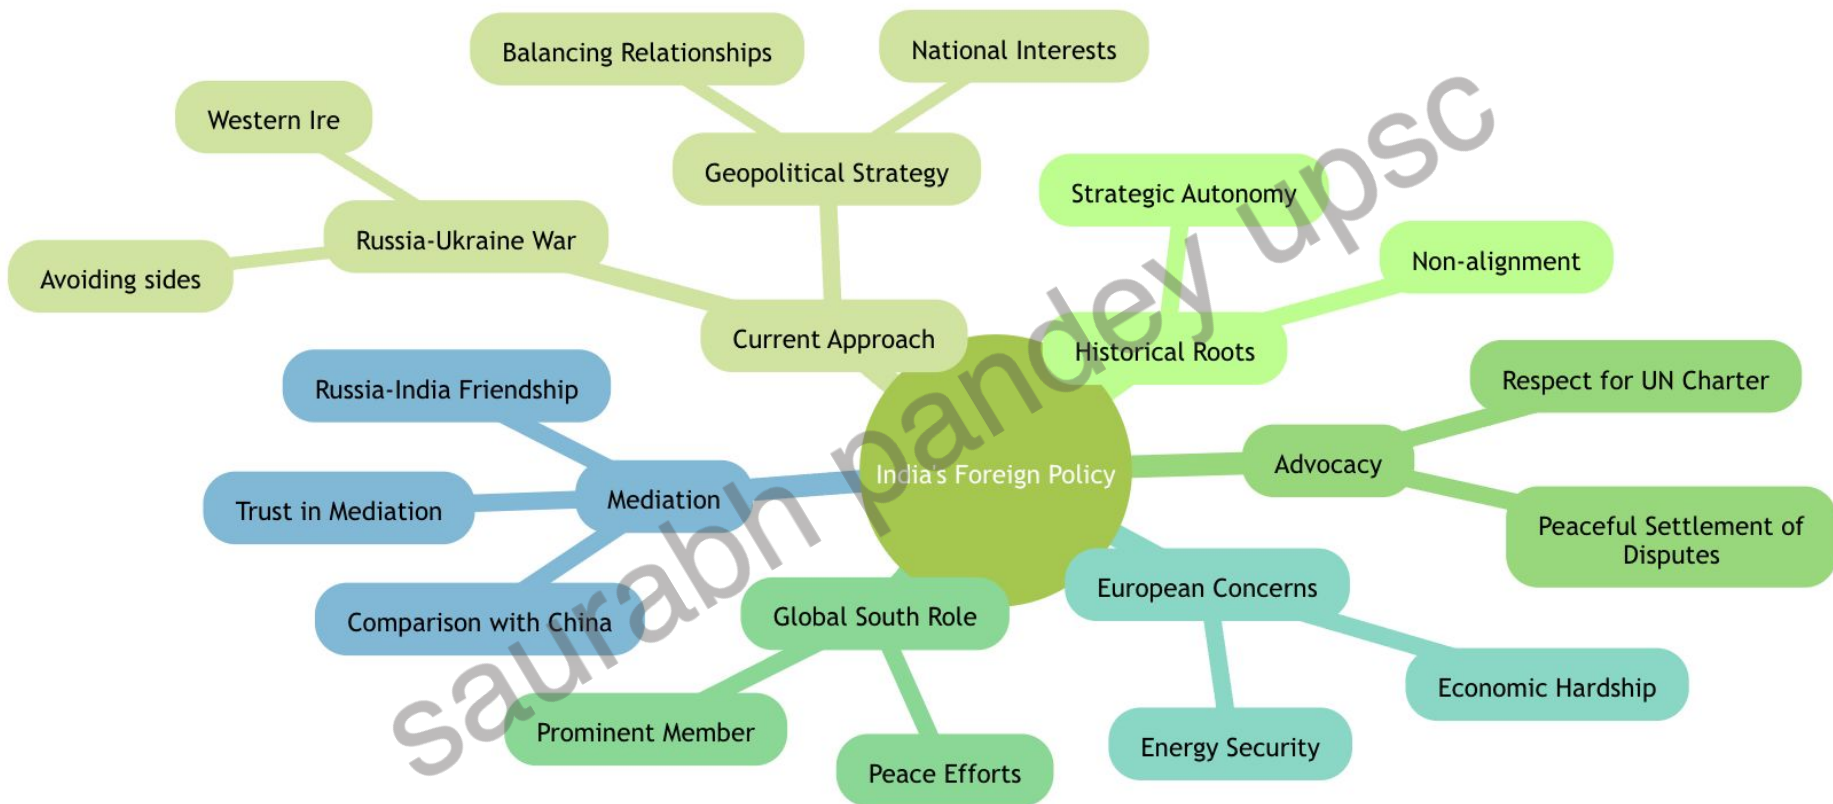 Balancing Relationships
National Interests
Western Ire
Geopolitical Strategy
Strategic Autonomy
Russia-Ukraine War
Non-alignment
Avoiding sides
Current Approach
Historical Roots
Russia-India Friendship
Respect for UN Charter
Advocacy
India's Foreign Policy
Mediation
Trust in Mediation
Peaceful Settlement of
Disputes
European Concerns
Global South Role
Comparison with China
Economic Hardship
Prominent Member
Energy Security
Peace Efforts
saurabh pandey upsc